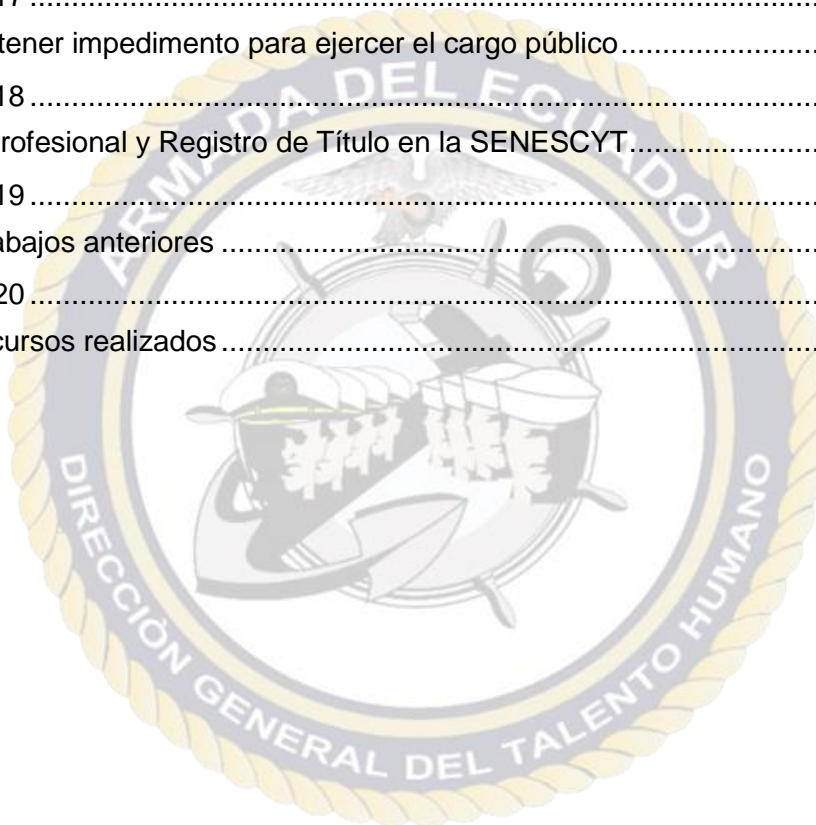 17 ....................
tener impedimento para ejercer el cargo público ....................
18 ....................
rofesional y Registro de Título en la SENESCYT ....................
19 ....................
abajos anteriores ....................
20 ....................
cursos realizados ....................
ARMADA DEL ECUADOR
DIRECCIÓN GENERAL DEL TALENTO HUMANO